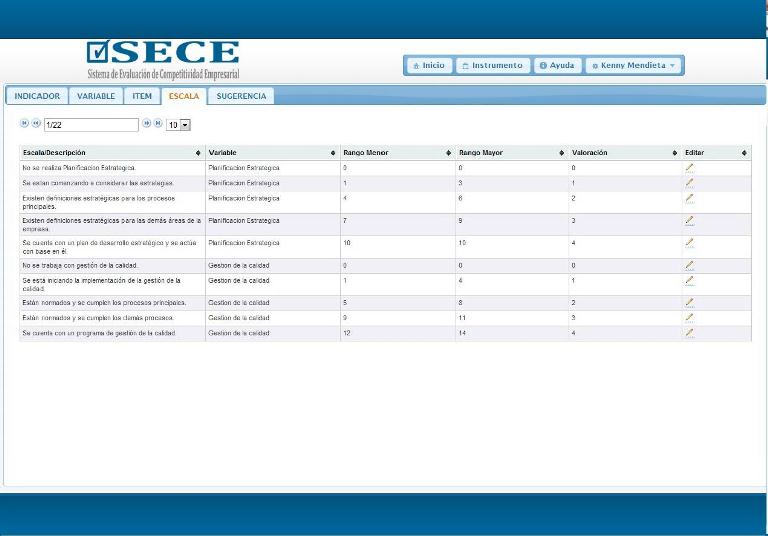 SECE
Sistema de Evaluación de Competitividad Empresarial
Inicio Instrumento Ayuda Kenny Mendieta
INDICADOR VARIABLE ITEM ESCALA SUGERENCIA
1/22 10
Escala/Descripción Variable Rango Menor Rango Mayor Valoración Editar
No se realiza Planificacion Estrategica. Planificacion Estrategica 0 0 0
Se estan comenzando a considerar las estrategias. Planificacion Estrategica 1 3 1
Existen definiciones estratégicas para los procesos Planificacion Estrategica 4 6 2
principales.
Existen definiciones estratégicas para las demás áreas de la Planificacion Estrategica 7 9 3
empresa.
Se cuenta con un plan de desarrollo estratégico y se actúa Planificacion Estrategica 10 10 4
con base en él.
No se trabaja con gestión de la calidad. Gestion de la calidad 0 0 0
Se está iniciando la implementación de la gestión de la Gestion de la calidad 1 4 1
calidad.
Están normados y se cumplen los procesos principales. Gestion de la calidad 5 8 2
Están normados y se cumplen los demás procesos. Gestion de la calidad 9 11 3
Se cuenta con un programa de gestión de la calidad. Gestion de la calidad 12 14 4